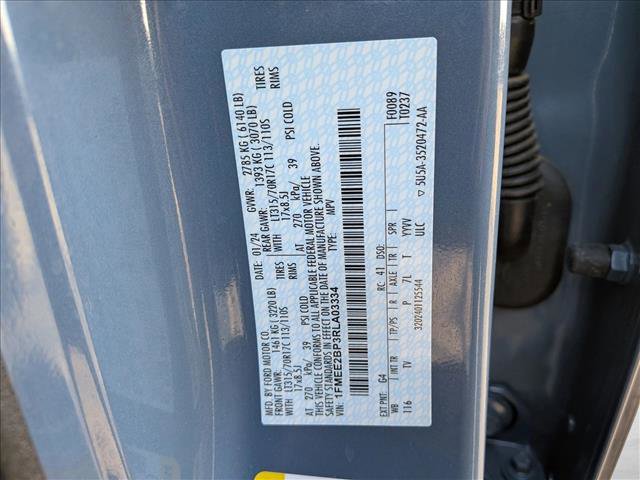 MFD. BY FORD MOTOR CO.
DATE: 01/24 GVWR: 2785 KG ( 6140 LB)
FRONT GAWR: 1461 KG ( 3220 LB) REAR GAWR: 1393 KG ( 3070 LB)
WITH LT315/70R17C 113/110S TIRES WITH LT315/70R17C 113/110S TIRES
17x8.5J RIMS 17x8.5J RIMS
AT 270 kPa/ 39 PSI COLD AT 270 kPa/ 39 PSI COLD
THIS VEHICLE CONFORMS TO ALL APPLICABLE FEDERAL MOTOR VEHICLE
SAFETY STANDARDS IN EFFECT ON THE DATE OF MANUFACTURE SHOWN ABOVE.
VIN: 1FMEE2BP3RLA03334 TYPE: MPV
F0089
T0237
EXT PNT: G4 RC: 41 DSO:
WB INT TR TP/PS R AXLE TR SPR
116 TV P 7L T YYVV
3202401125544 ULC
5U5A-3520472-AA